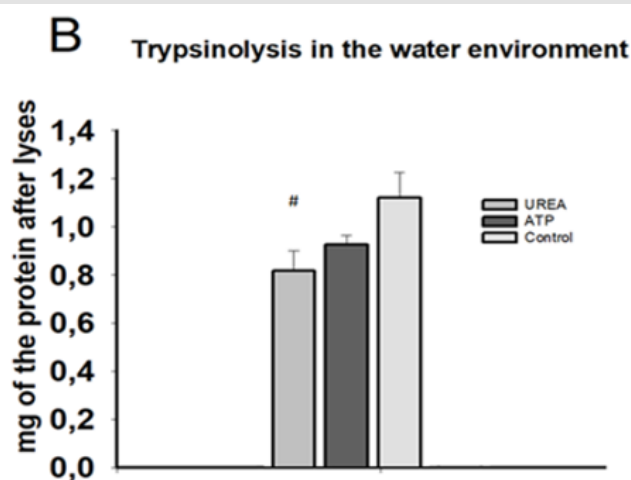 B
Trypsinolysis in the water environment
mg of the protein after lyses
1,4
1,2
1,0
0,8
0,6
0,4
0,2
0,0
#
UREA
ATP
Control